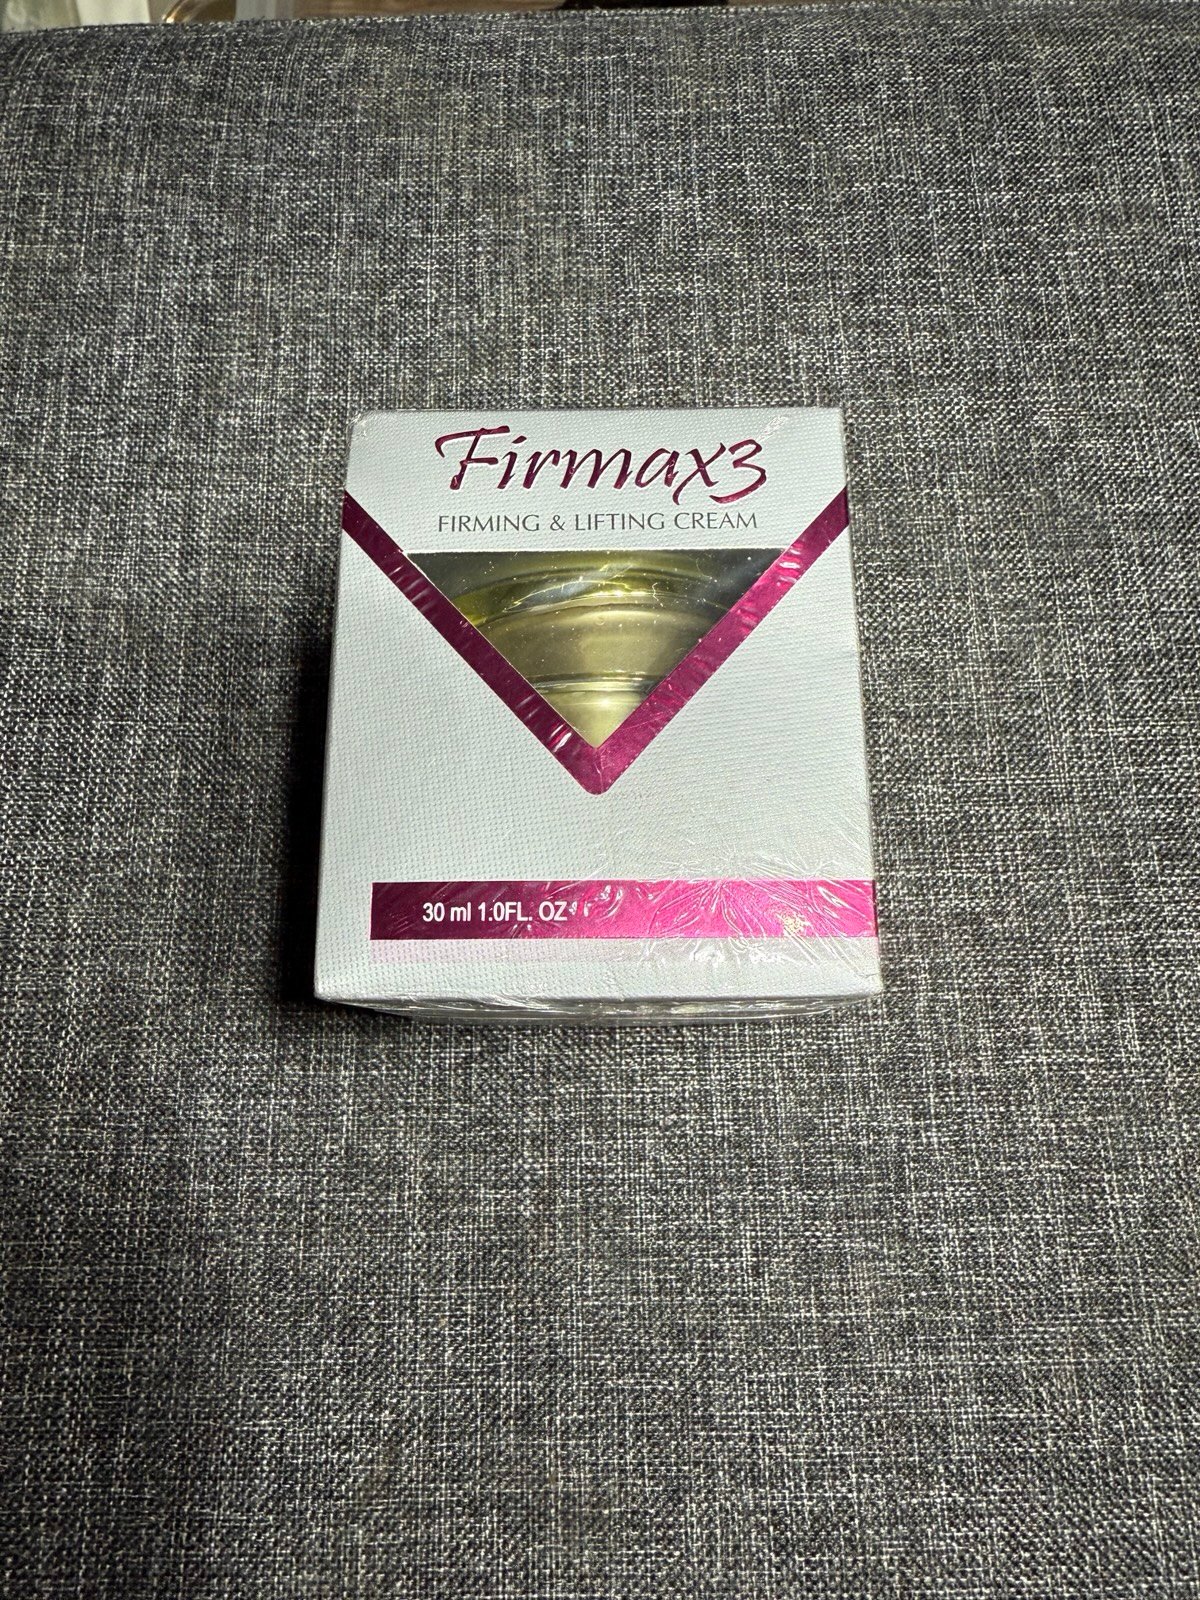 Firmax3
FIRMING & LIFTING CREAM
30 ml 1.0FL. OZ